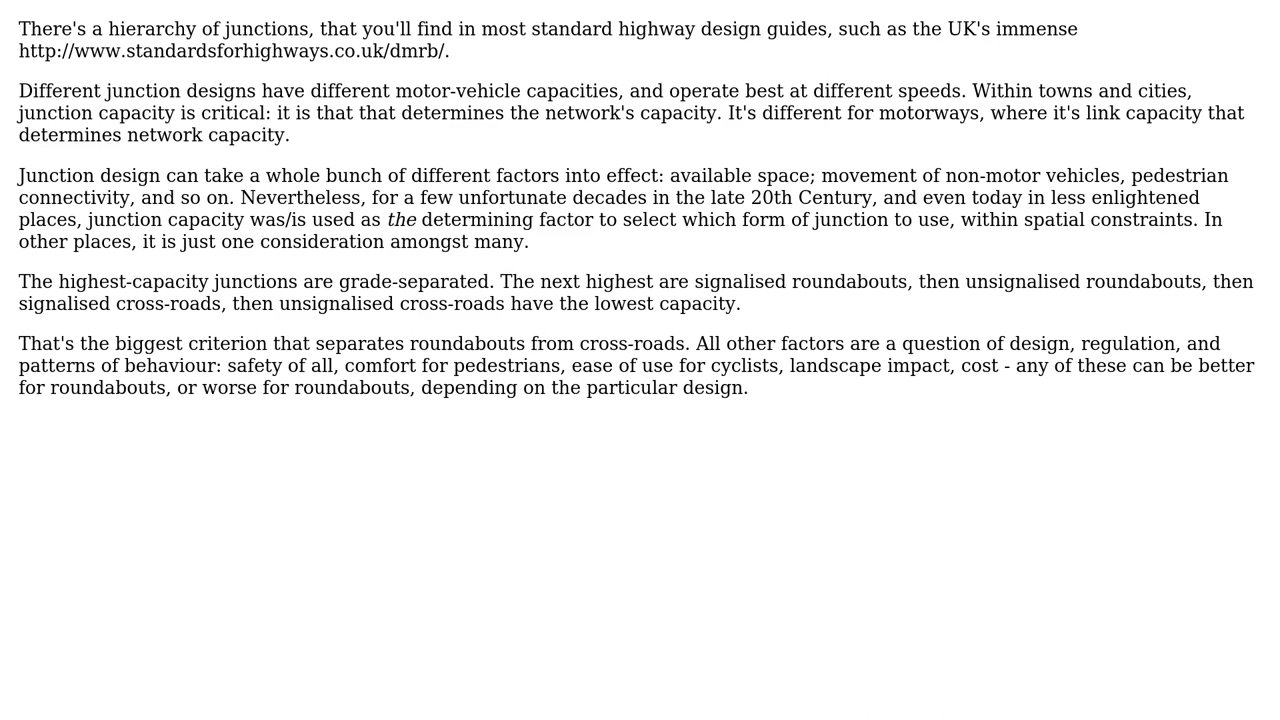 There's a hierarchy of junctions, that you'll find in most standard highway design guides, such as the UK's immense
http://www.standardsforhighways.co.uk/dmrb/.
Different junction designs have different motor-vehicle capacities, and operate best at different speeds. Within towns and cities,
junction capacity is critical: it is that that determines the network's capacity. It's different for motorways, where it's link capacity that
determines network capacity.
Junction design can take a whole bunch of different factors into effect: available space; movement of non-motor vehicles, pedestrian
connectivity, and so on. Nevertheless, for a few unfortunate decades in the late 20th Century, and even today in less enlightened
places, junction capacity was/is used as the determining factor to select which form of junction to use, within spatial constraints. In
other places, it is just one consideration amongst many.
The highest-capacity junctions are grade-separated. The next highest are signalised roundabouts, then unsignalised roundabouts, then
signalised cross-roads, then unsignalised cross-roads have the lowest capacity.
That's the biggest criterion that separates roundabouts from cross-roads. All other factors are a question of design, regulation, and
patterns of behaviour: safety of all, comfort for pedestrians, ease of use for cyclists, landscape impact, cost - any of these can be better
for roundabouts, or worse for roundabouts, depending on the particular design.